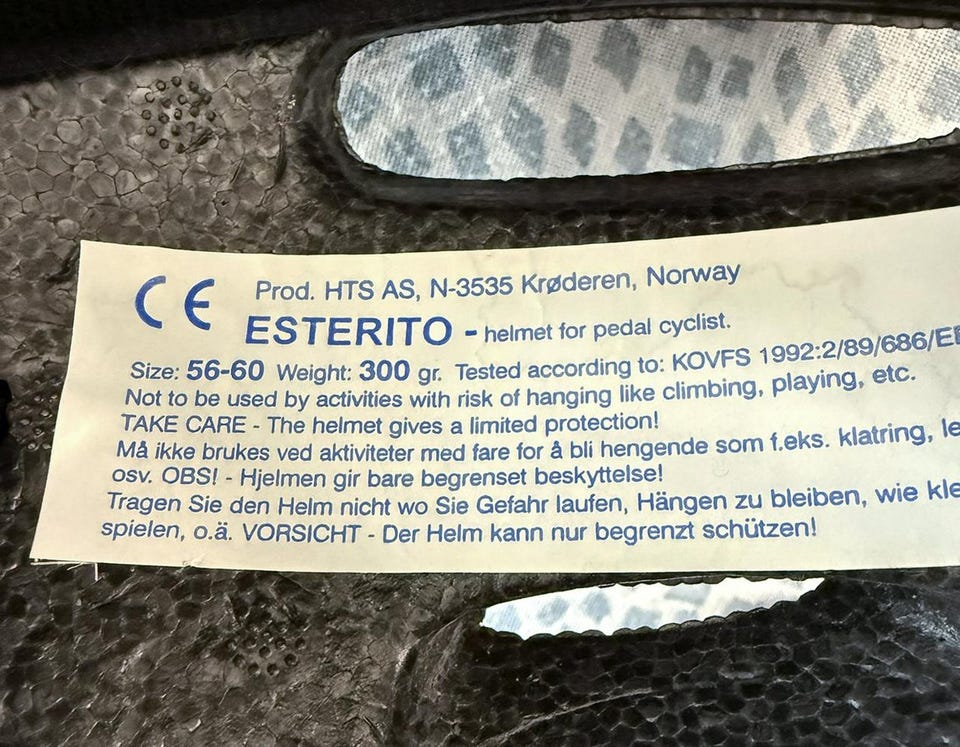 CE Prod. HTS AS, N-3535 Krøderen, Norway
ESTERITO - helmet for pedal cyclist.
Size: 56-60 Weight: 300 gr. Tested according to: KOVFS 1992:2/89/686/
Not to be used by activities with risk of hanging like climbing, playing, etc.
TAKE CARE - The helmet gives a limited protection!
Må ikke brukes ved aktiviteter med fare for å bli hengende som f.eks. klatring,
osv. OBS! - Hjelmen gir bare begrenset beskyttelse!
Tragen Sie den Helm nicht wo Sie Gefahr laufen, Hängen zu bleiben, wie
spielen, o.ä. VORSICHT - Der Helm kann nur begrenzt schützen!